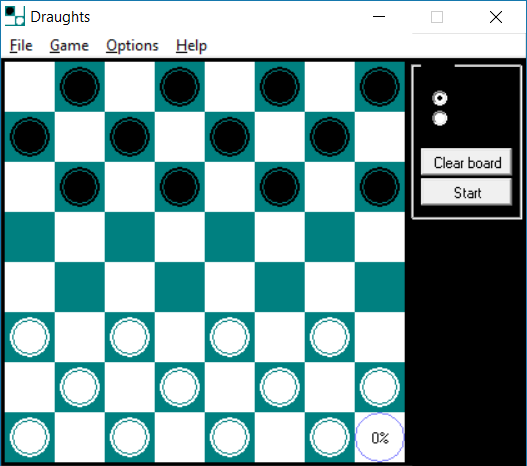 Draughts
File Game Options Help
Clear board
Start
0%